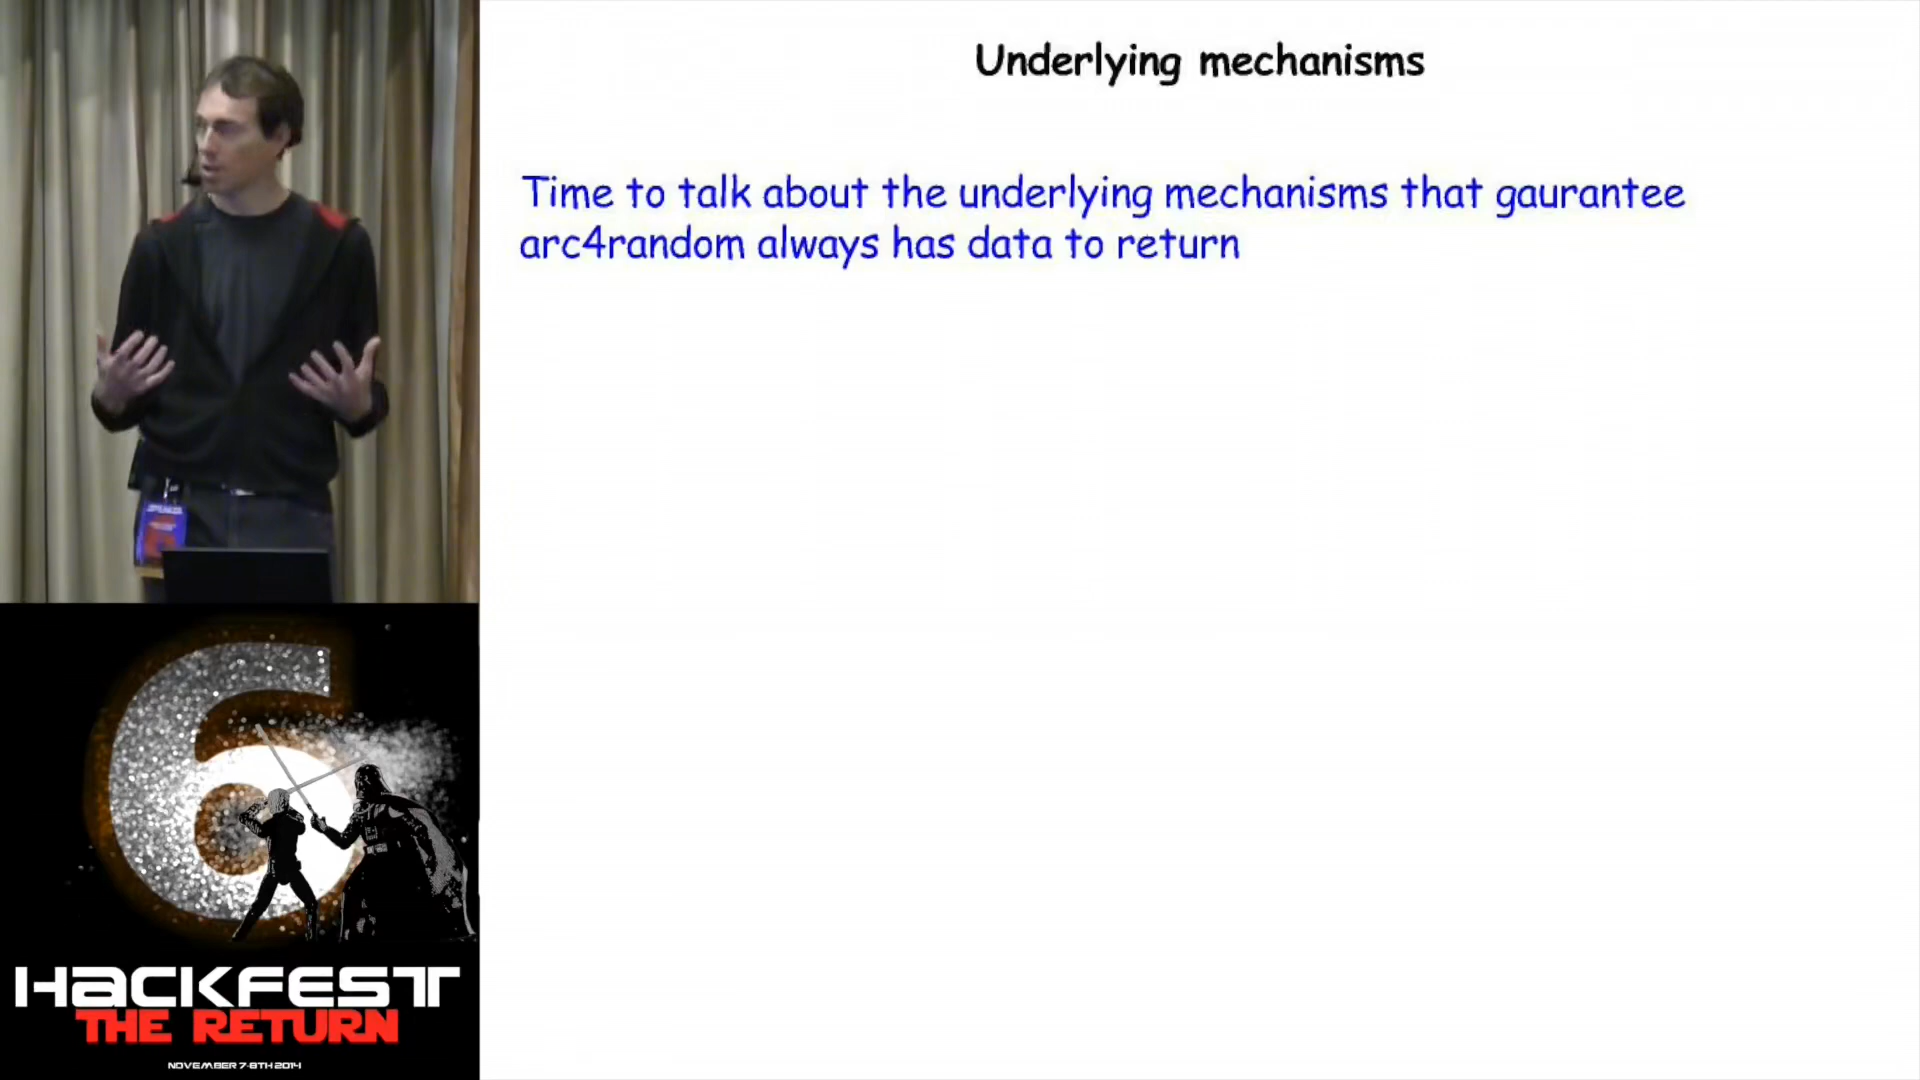 Underlying mechanisms
Time to talk about the underlying mechanisms that gaurantee
arc4random always has data to return
HACKFEST
THE RETURN
NOVEMBER 7-8TH 2014